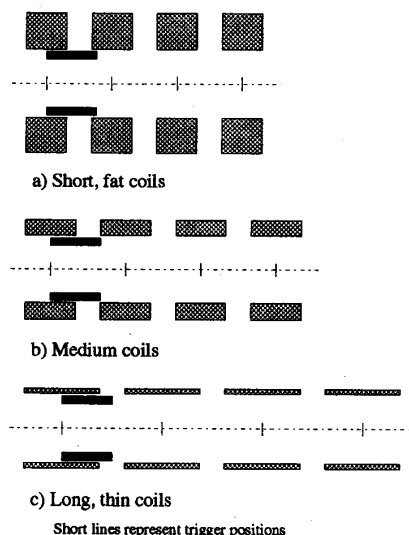 a) Short, fat coils
b) Medium coils
c) Long, thin coils
Short lines represent trigger positions